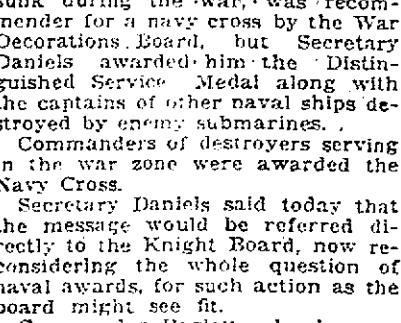 sunk during the war, was recom-
mender for a navy cross by the War
Decorations Board, but Secretary
Daniels awarded him the Distin-
guished Service Medal along with
the captains of other naval ships de-
stroyed by enemy submarines.
Commanders of destroyers serving
in the war zone were awarded the
Navy Cross.
Secretary Daniels said today that
the message would be referred di-
rectly to the Knight Board, now re-
considering the whole question of
naval awards, for such action as the
board might see fit.